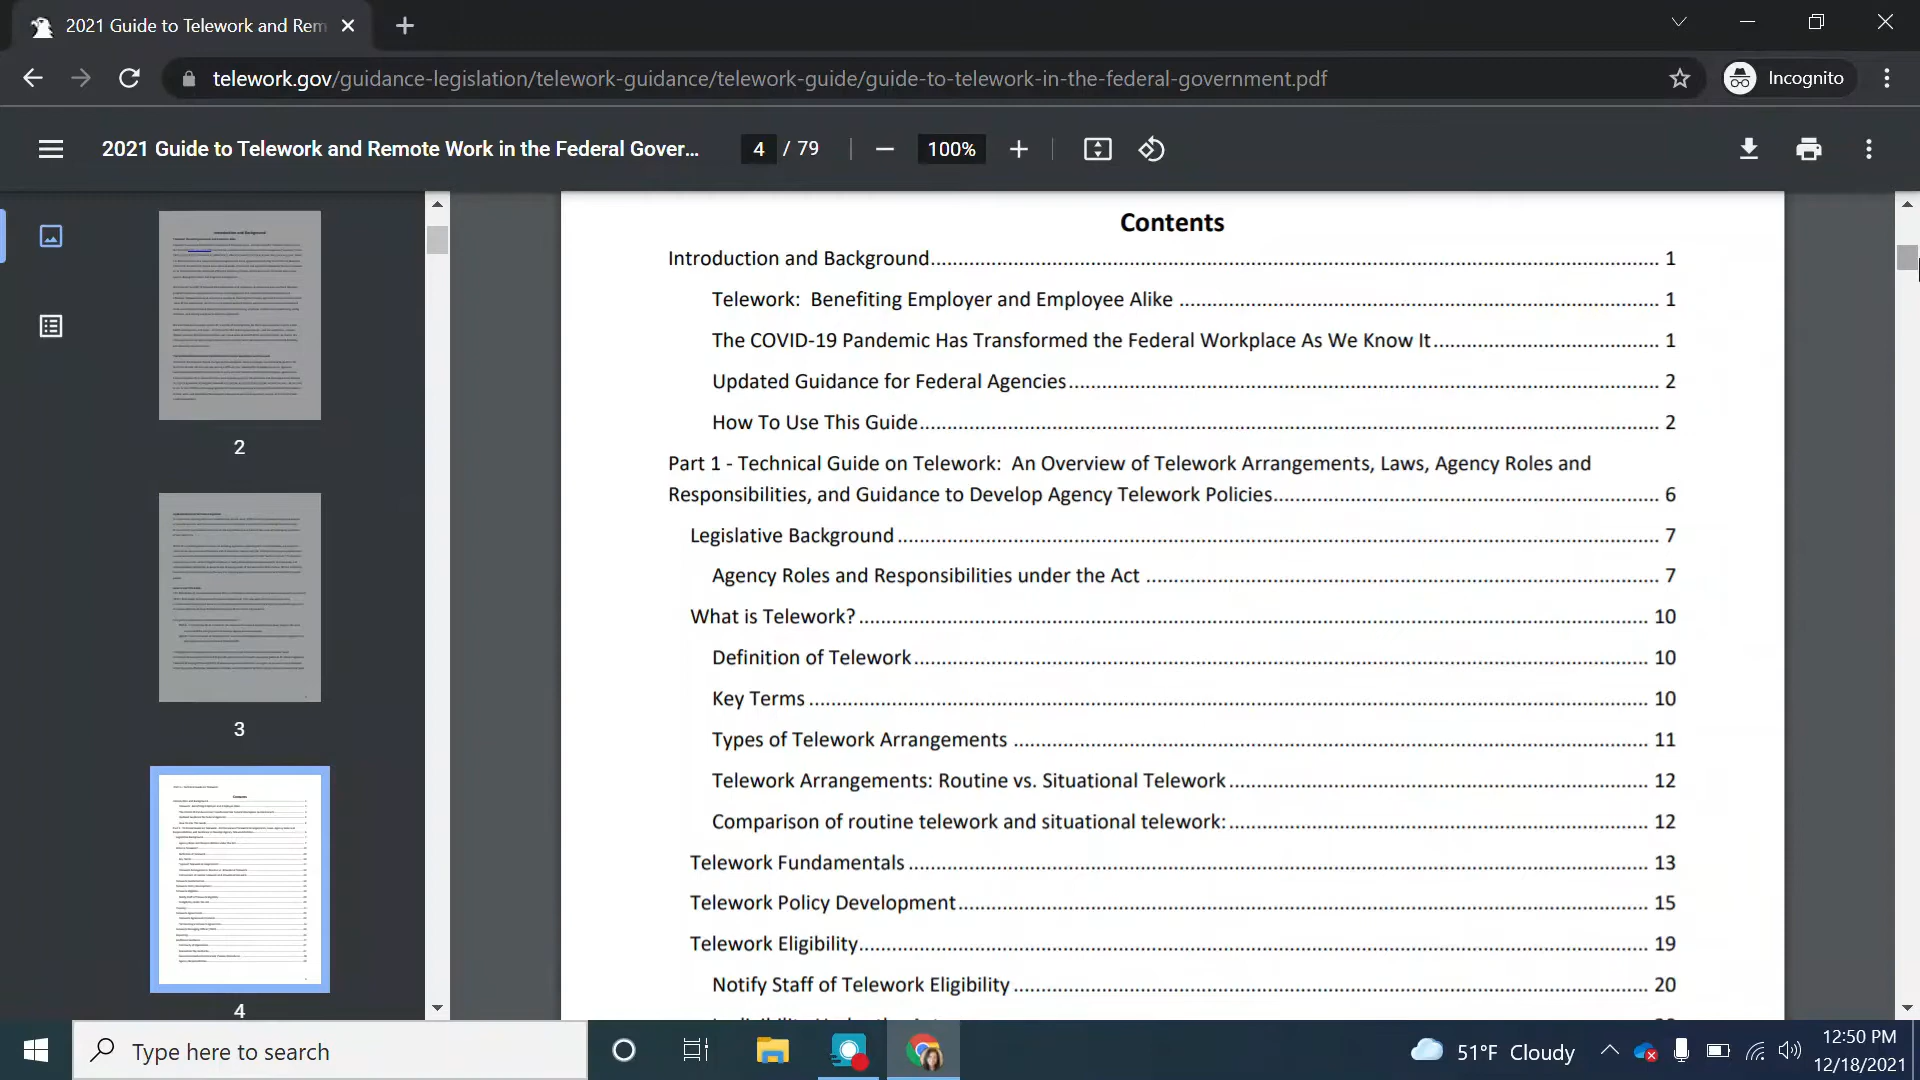 2021 Guide to Telework and Rem
telework.gov/guidance-legislation/telework-guidance/telework-guide/guide-to-telework-in-the-federal-government.pdf
Incognito
2021 Guide to Telework and Remote Work in the Federal Gover...
4 / 79
100%
2
3
4
Contents
Introduction and Background 1
Telework: Benefiting Employer and Employee Alike 1
The COVID-19 Pandemic Has Transformed the Federal Workplace As We Know It 1
Updated Guidance for Federal Agencies 2
How To Use This Guide 2
Part 1 - Technical Guide on Telework: An Overview of Telework Arrangements, Laws, Agency Roles and
Responsibilities, and Guidance to Develop Agency Telework Policies 6
Legislative Background 7
Agency Roles and Responsibilities under the Act 7
What is Telework? 10
Definition of Telework 10
Key Terms 10
Types of Telework Arrangements 11
Telework Arrangements: Routine vs. Situational Telework 12
Comparison of routine telework and situational telework: 12
Telework Fundamentals 13
Telework Policy Development 15
Telework Eligibility 19
Notify Staff of Telework Eligibility 20
Type here to search
51°F Cloudy
12:50 PM
12/18/2021